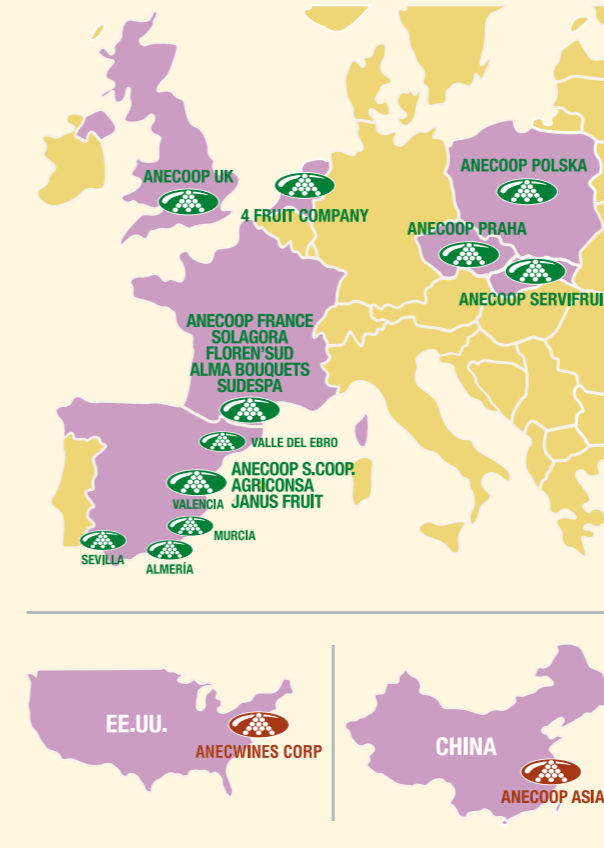 ANECOOP UK
4 FRUIT COMPANY
ANECOOP POLSKA
ANECOOP PRAHA
ANECOOP SERVIFRUI
ANECOOP FRANCE
SOLAGORA
FLOREN'SUD
ALMA BOUQUETS
SUDESPA
VALLE DEL EBRO
ANECOOP S.COOP.
AGRICONSA
JANUS FRUIT
VALENCIA
MURCIA
SEVILLA
ALMERÍA
EE.UU.
ANECWINES CORP
CHINA
ANECOOP ASIA